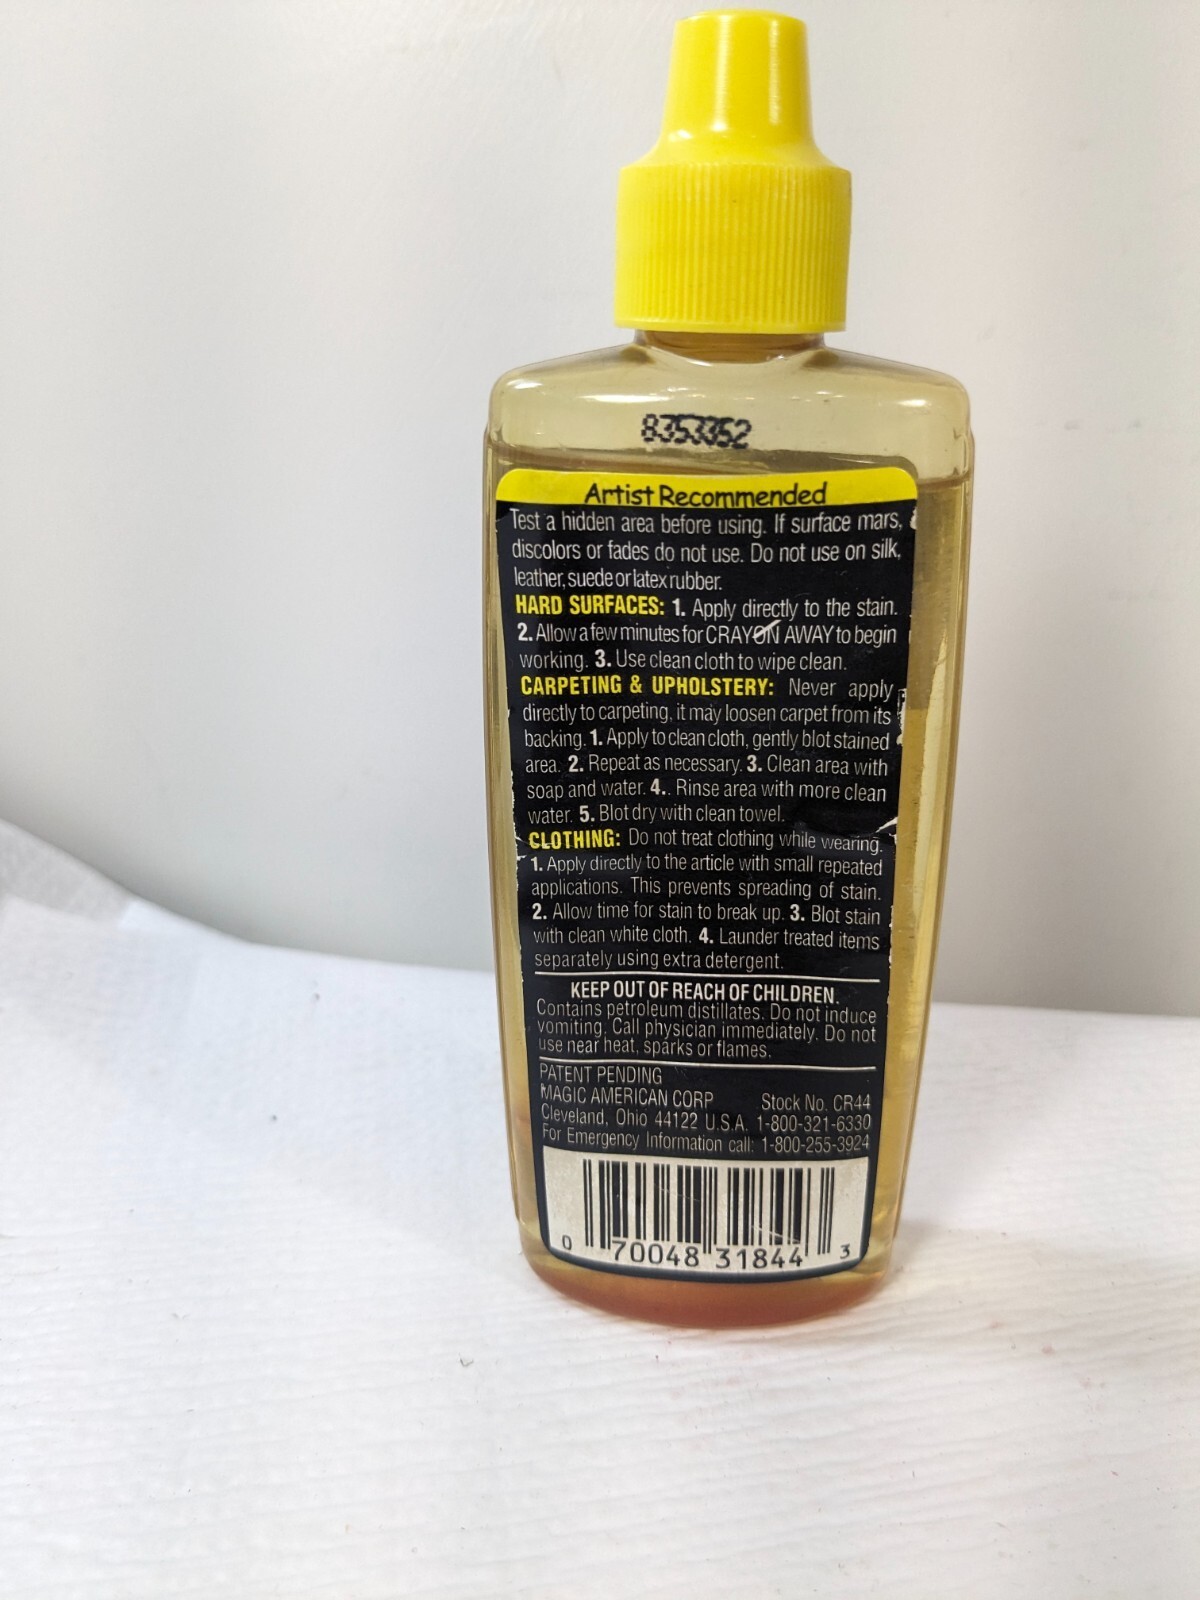 8353352
Artist Recommended
Test a hidden area before using. If surface mars,
discolors or fades do not use. Do not use on silk,
leather, suede or latex rubber.
HARD SURFACES: 1. Apply directly to the stain.
2. Allow a few minutes for CRAYON AWAY to begin
working. 3. Use clean cloth to wipe clean.
CARPETING & UPHOLSTERY: Never apply
directly to carpeting, it may loosen carpet from its
backing. 1. Apply to clean cloth, gently blot stained
area. 2. Repeat as necessary. 3. Clean area with
soap and water. 4.. Rinse area with more clean
water. 5. Blot dry with clean towel.
CLOTHING: Do not treat clothing while wearing.
1. Apply directly to the article with small repeated
applications. This prevents spreading of stain.
2. Allow time for stain to break up. 3. Blot stain
with clean white cloth. 4. Launder treated items
separately using extra detergent.
KEEP OUT OF REACH OF CHILDREN.
Contains petroleum distillates. Do not induce
vomiting. Call physician immediately. Do not
use near heat, sparks or flames.
PATENT PENDING
MAGIC AMERICAN CORP Stock No. CR44
Cleveland, Ohio 44122 U.S.A. 1-800-321-6330
For Emergency Information call: 1-800-255-3924
0 70048 31844 3